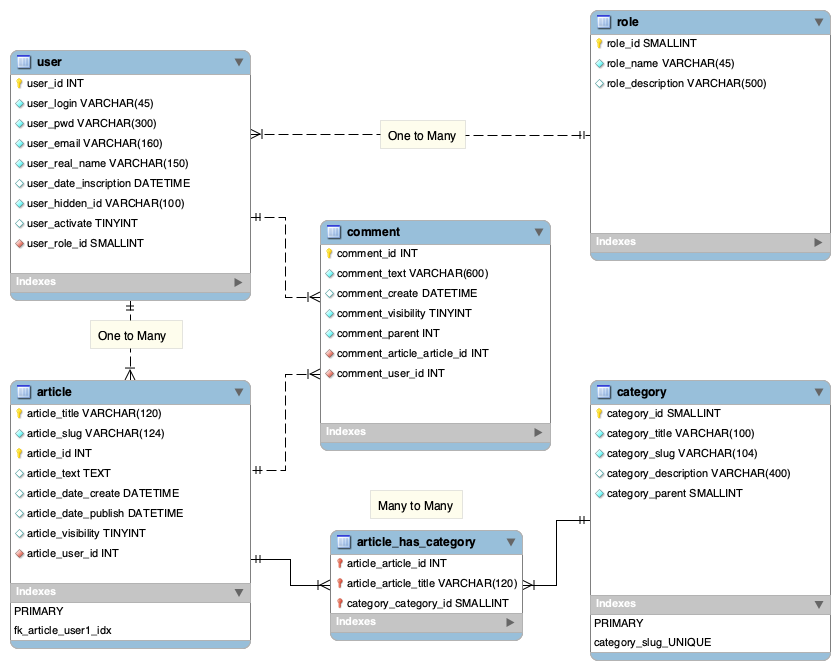 user
user_id INT
user_login VARCHAR(45)
user_pwd VARCHAR(300)
user_email VARCHAR(160)
user_real_name VARCHAR(150)
user_date_inscription DATETIME
user_hidden_id VARCHAR(100)
user_activate TINYINT
user_role_id SMALLINT
Indexes
One to Many
role
role_id SMALLINT
role_name VARCHAR(45)
role_description VARCHAR(500)
Indexes
comment
comment_id INT
comment_text VARCHAR(600)
comment_create DATETIME
comment_visibility TINYINT
comment_parent INT
comment_article_article_id INT
comment_user_id INT
Indexes
One to Many
article
article_title VARCHAR(120)
article_slug VARCHAR(124)
article_id INT
article_text TEXT
article_date_create DATETIME
article_date_publish DATETIME
article_visibility TINYINT
article_user_id INT
Indexes
PRIMARY
fk_article_user1_idx
Many to Many
article_has_category
article_article_id INT
article_article_title VARCHAR(120)
category_category_id SMALLINT
Indexes
category
category_id SMALLINT
category_title VARCHAR(100)
category_slug VARCHAR(104)
category_description VARCHAR(400)
category_parent SMALLINT
Indexes
PRIMARY
category_slug_UNIQUE